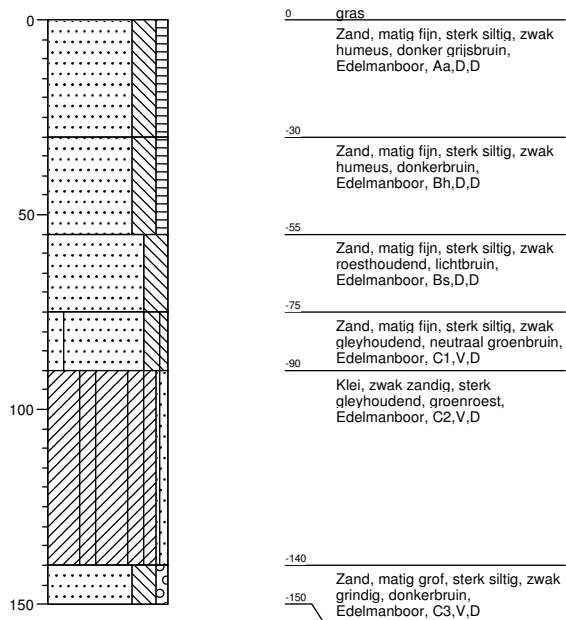 0
gras
Zand, matig fijn, sterk siltig, zwak
humeus, donker grijsbruin,
Edelmanboor, Aa,D,D
-30
Zand, matig fijn, sterk siltig, zwak
humeus, donkerbruin,
Edelmanboor, Bh,D,D
50
-55
Zand, matig fijn, sterk siltig, zwak
roesthoudend, lichtbruin,
Edelmanboor, Bs,D,D
-75
Zand, matig fijn, sterk siltig, zwak
gleyhoudend, neutraal groenbruin,
Edelmanboor, C1,V,D
-90
Klei, zwak zandig, sterk
gleyhoudend, groenroest,
Edelmanboor, C2,V,D
100
-140
Zand, matig grof, sterk siltig, zwak
grindig, donkerbruin,
Edelmanboor, C3,V,D
150
-150
0